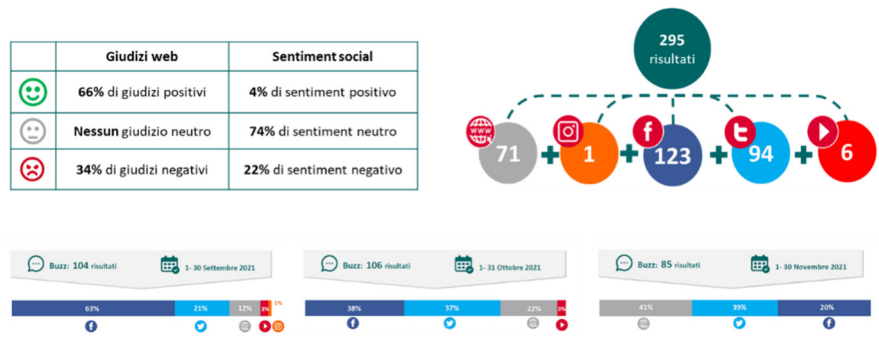 Giudizi web Sentiment social
66% di giudizi positivi 4% di sentiment positivo
Nessun giudizio neutro 74% di sentiment neutro
34% di giudizi negativi 22% di sentiment negativo
295
risultati
www
71 + 1 + 123 + 94 + 6
Buzz: 104 risultati 1- 30 Settembre 2021
63% 21% 12% 3% 1%
Buzz: 106 risultati 1- 31 Ottobre 2021
38% 37% 22% 3%
Buzz: 85 risultati 1- 30 Novembre 2021
41% 39% 20%